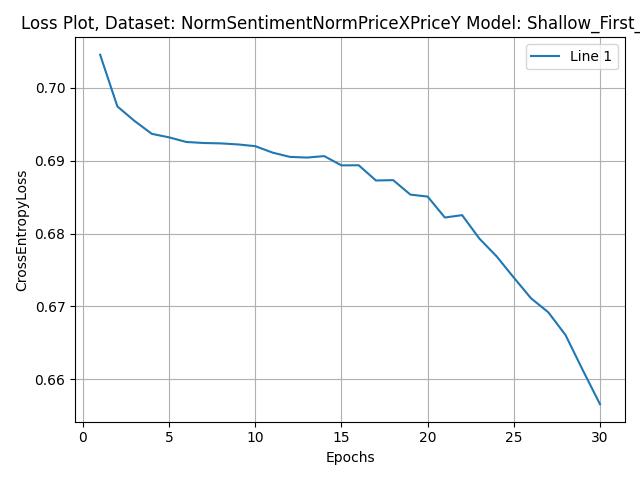 Loss Plot, Dataset: NormSentimentNormPriceXPriceY Model: Shallow_First_
Line 1
CrossEntropyLoss
0.70
0.69
0.68
0.67
0.66
0 5 10 15 20 25 30
Epochs